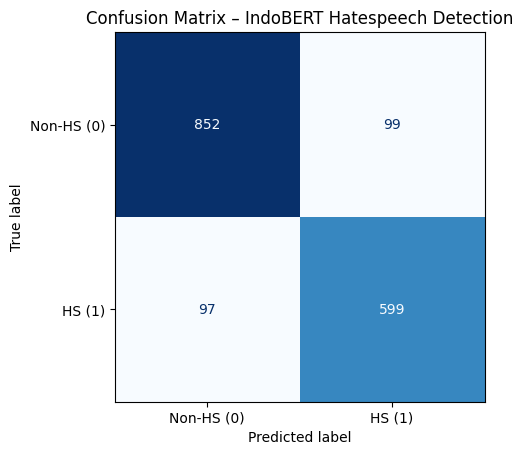 Confusion Matrix – IndoBERT Hatespeech Detection
True label
Non-HS (0)
852
99
HS (1)
97
599
Non-HS (0)
HS (1)
Predicted label